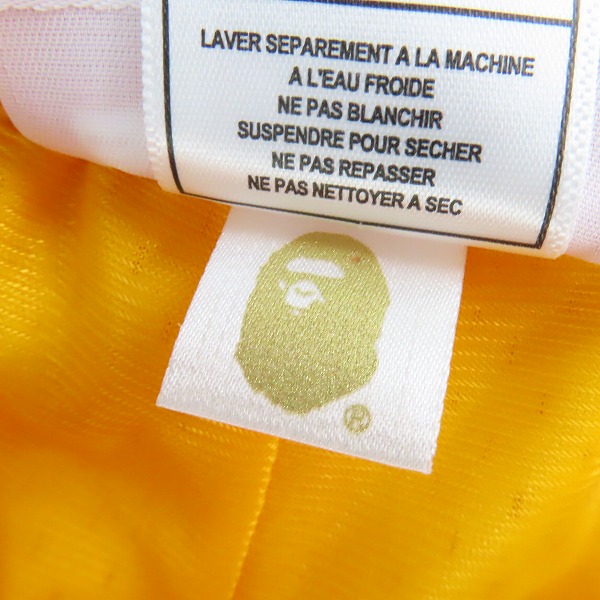 LAVER SEPAREMENT A LA MACHINE
A L'EAU FROIDE
NE PAS BLANCHIR
SUSPENDRE POUR SECHER
NE PAS REPASSER
NE PAS NETTOYER A SEC
®